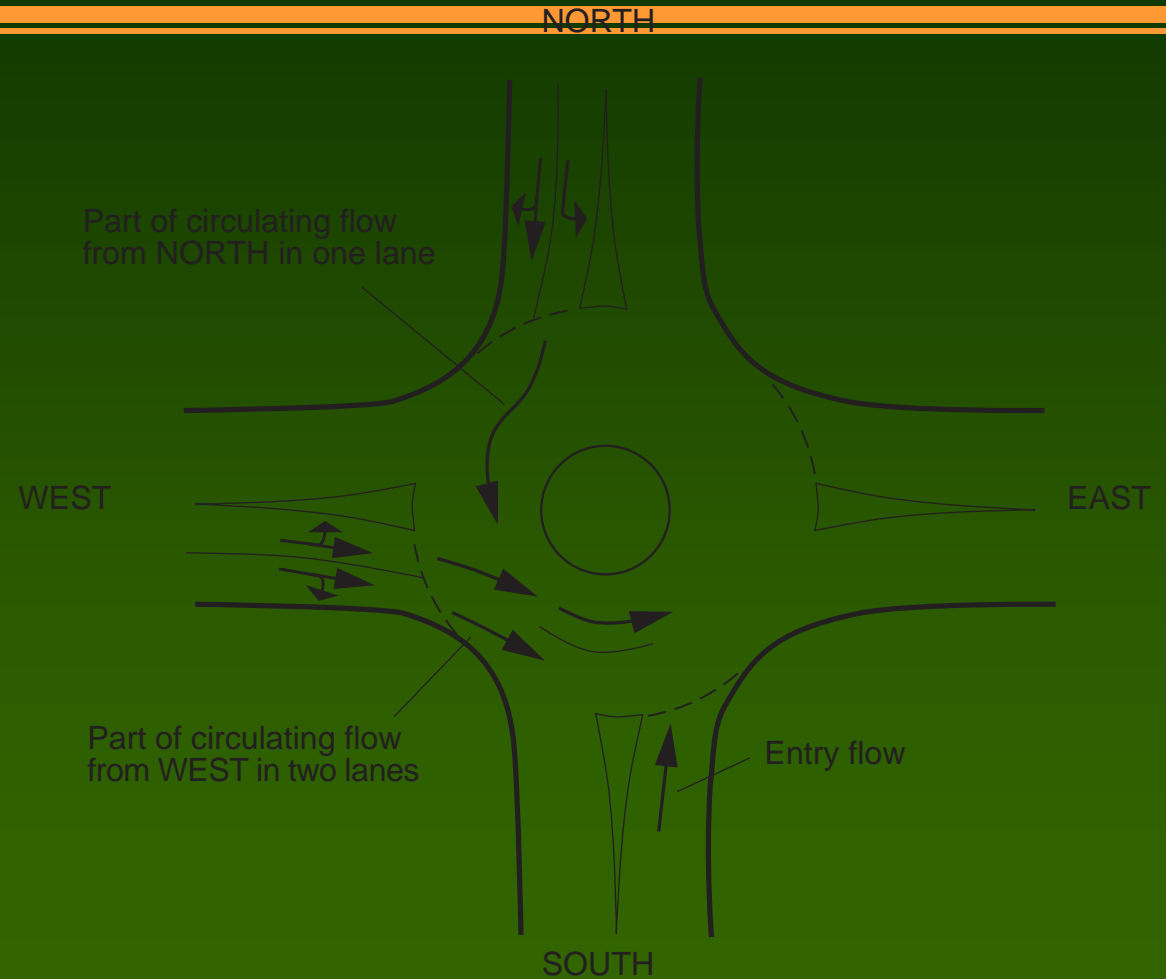 NORTH
Part of circulating flow
from NORTH in one lane
WEST
EAST
Part of circulating flow
from WEST in two lanes
Entry flow
SOUTH